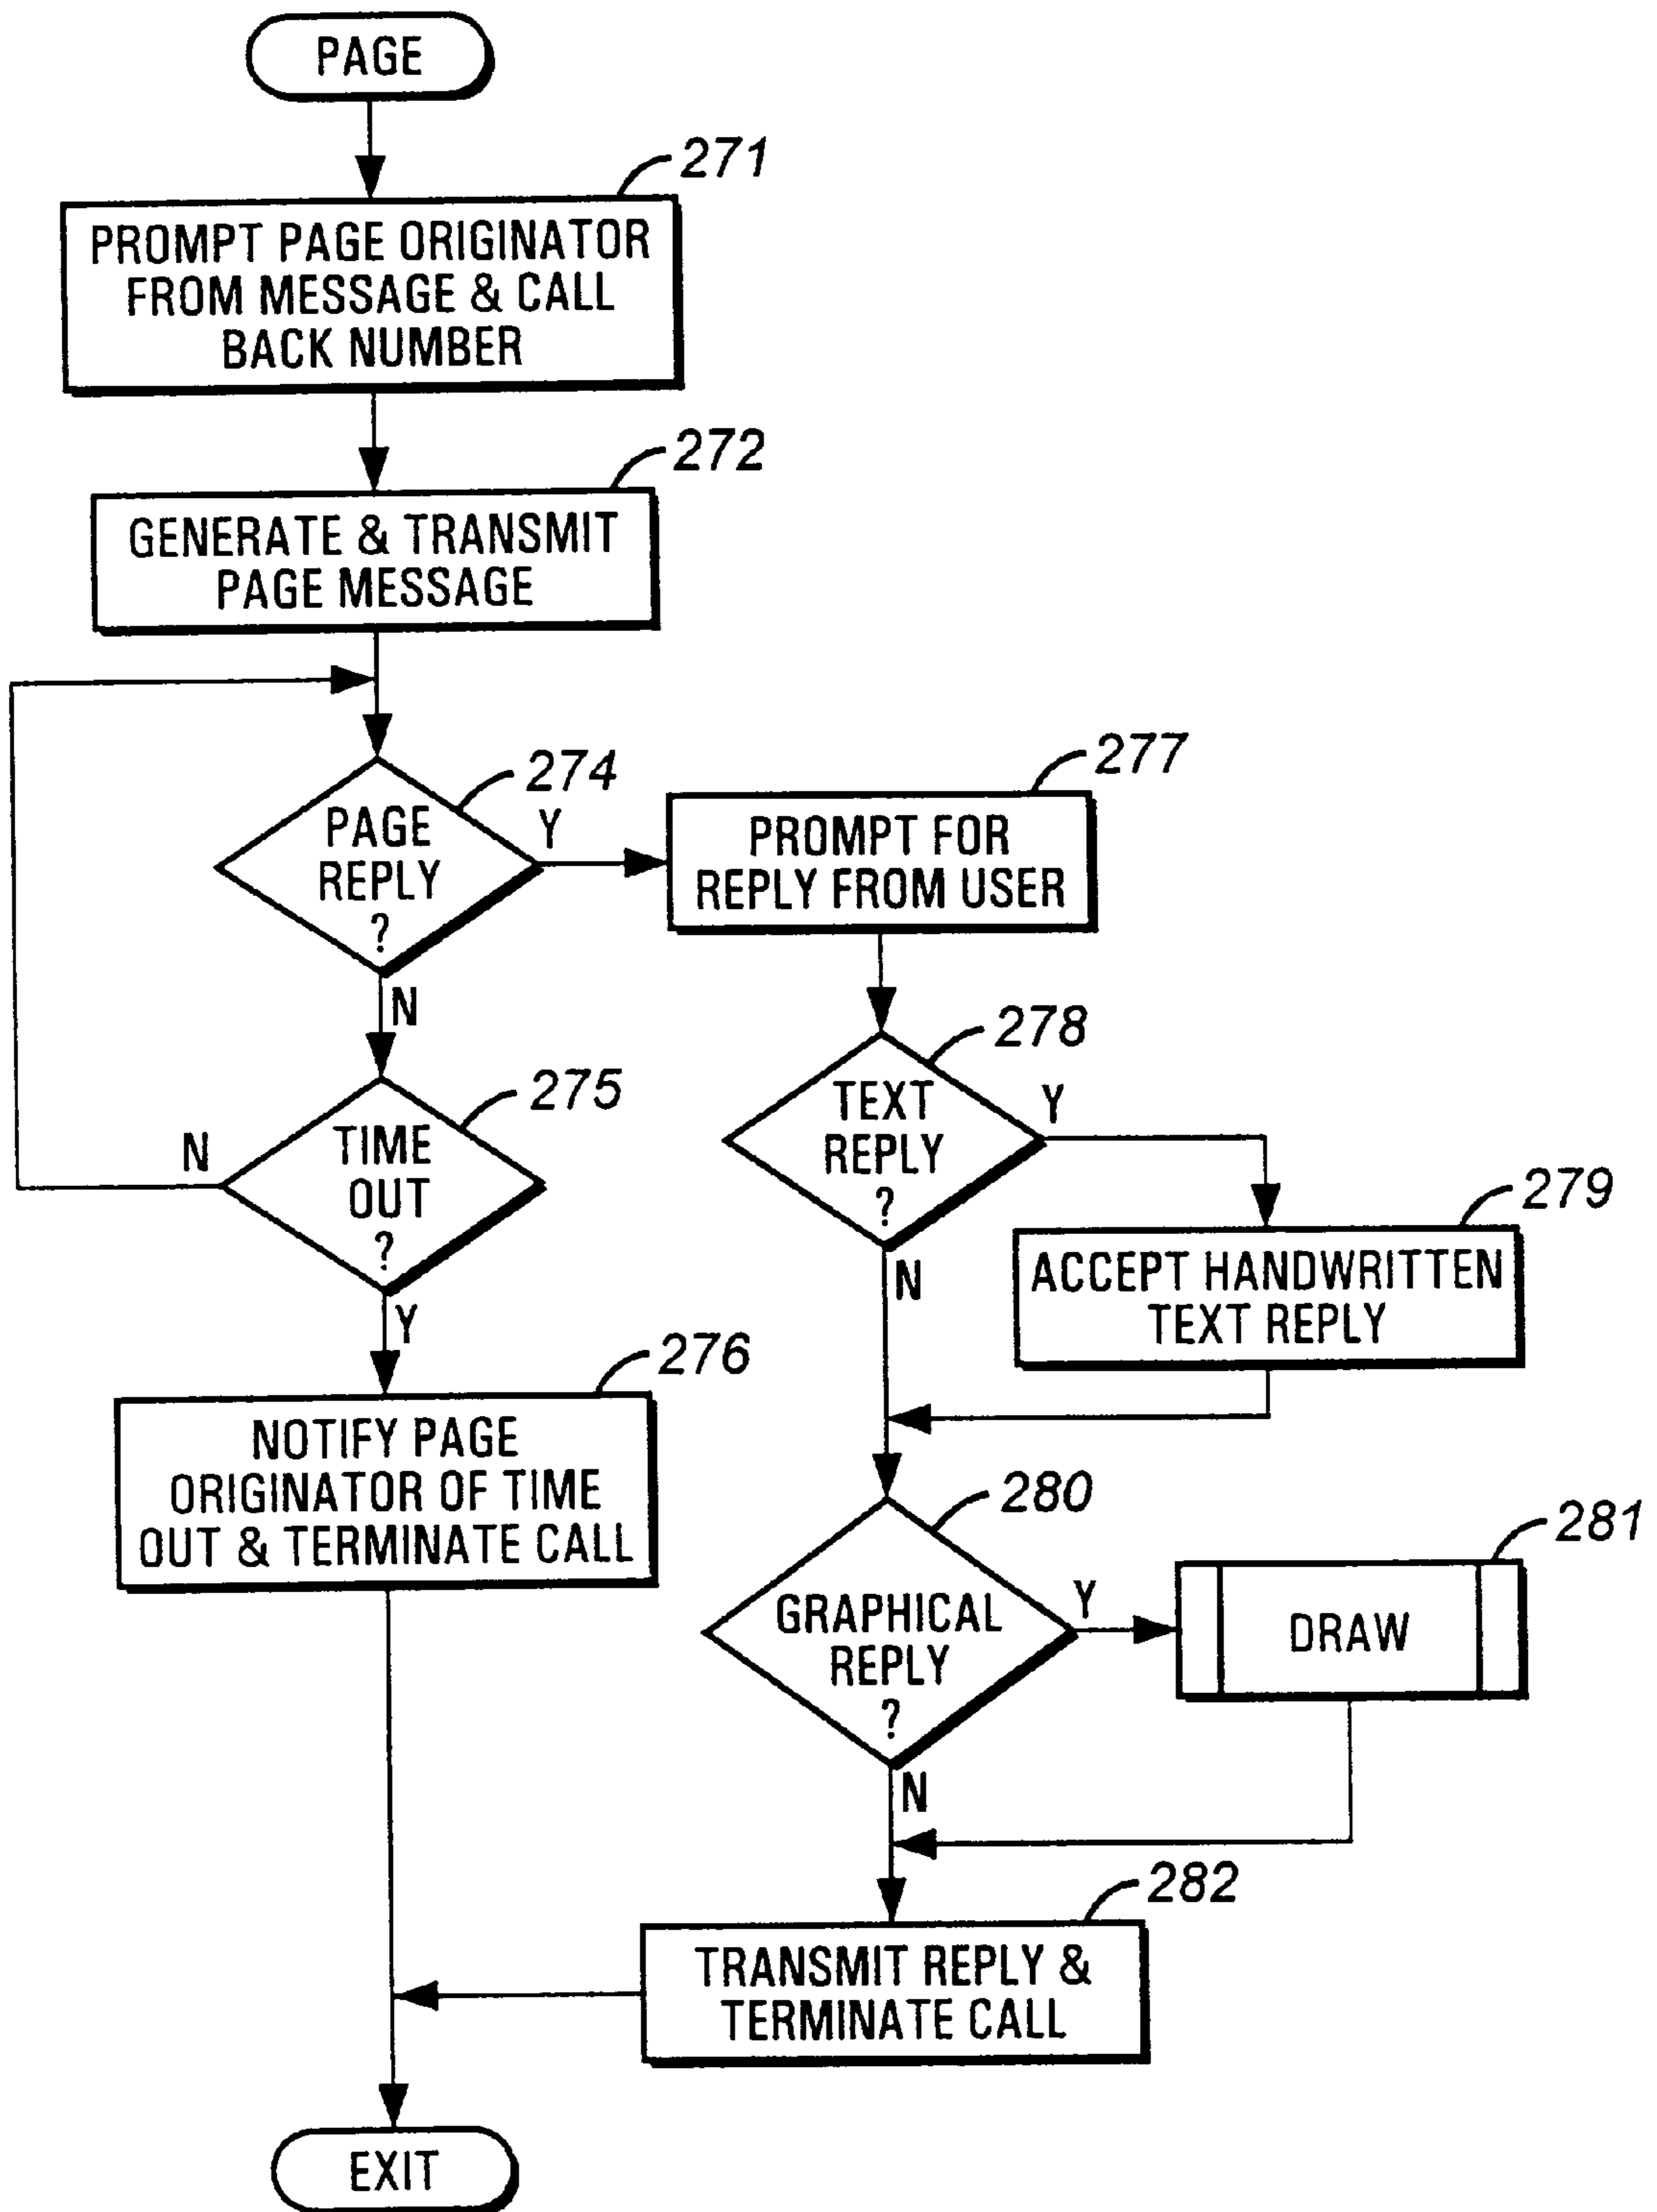 PAGE
271
PROMPT PAGE ORIGINATOR
FROM MESSAGE & CALL
BACK NUMBER
272
GENERATE & TRANSMIT
PAGE MESSAGE
274
PAGE
REPLY
?
Y
N
277
PROMPT FOR
REPLY FROM USER
275
TIME
OUT
?
N
Y
278
TEXT
REPLY
?
Y
N
279
ACCEPT HANDWRITTEN
TEXT REPLY
276
NOTIFY PAGE
ORIGINATOR OF TIME
OUT & TERMINATE CALL
280
GRAPHICAL
REPLY
?
Y
N
281
DRAW
282
TRANSMIT REPLY &
TERMINATE CALL
EXIT